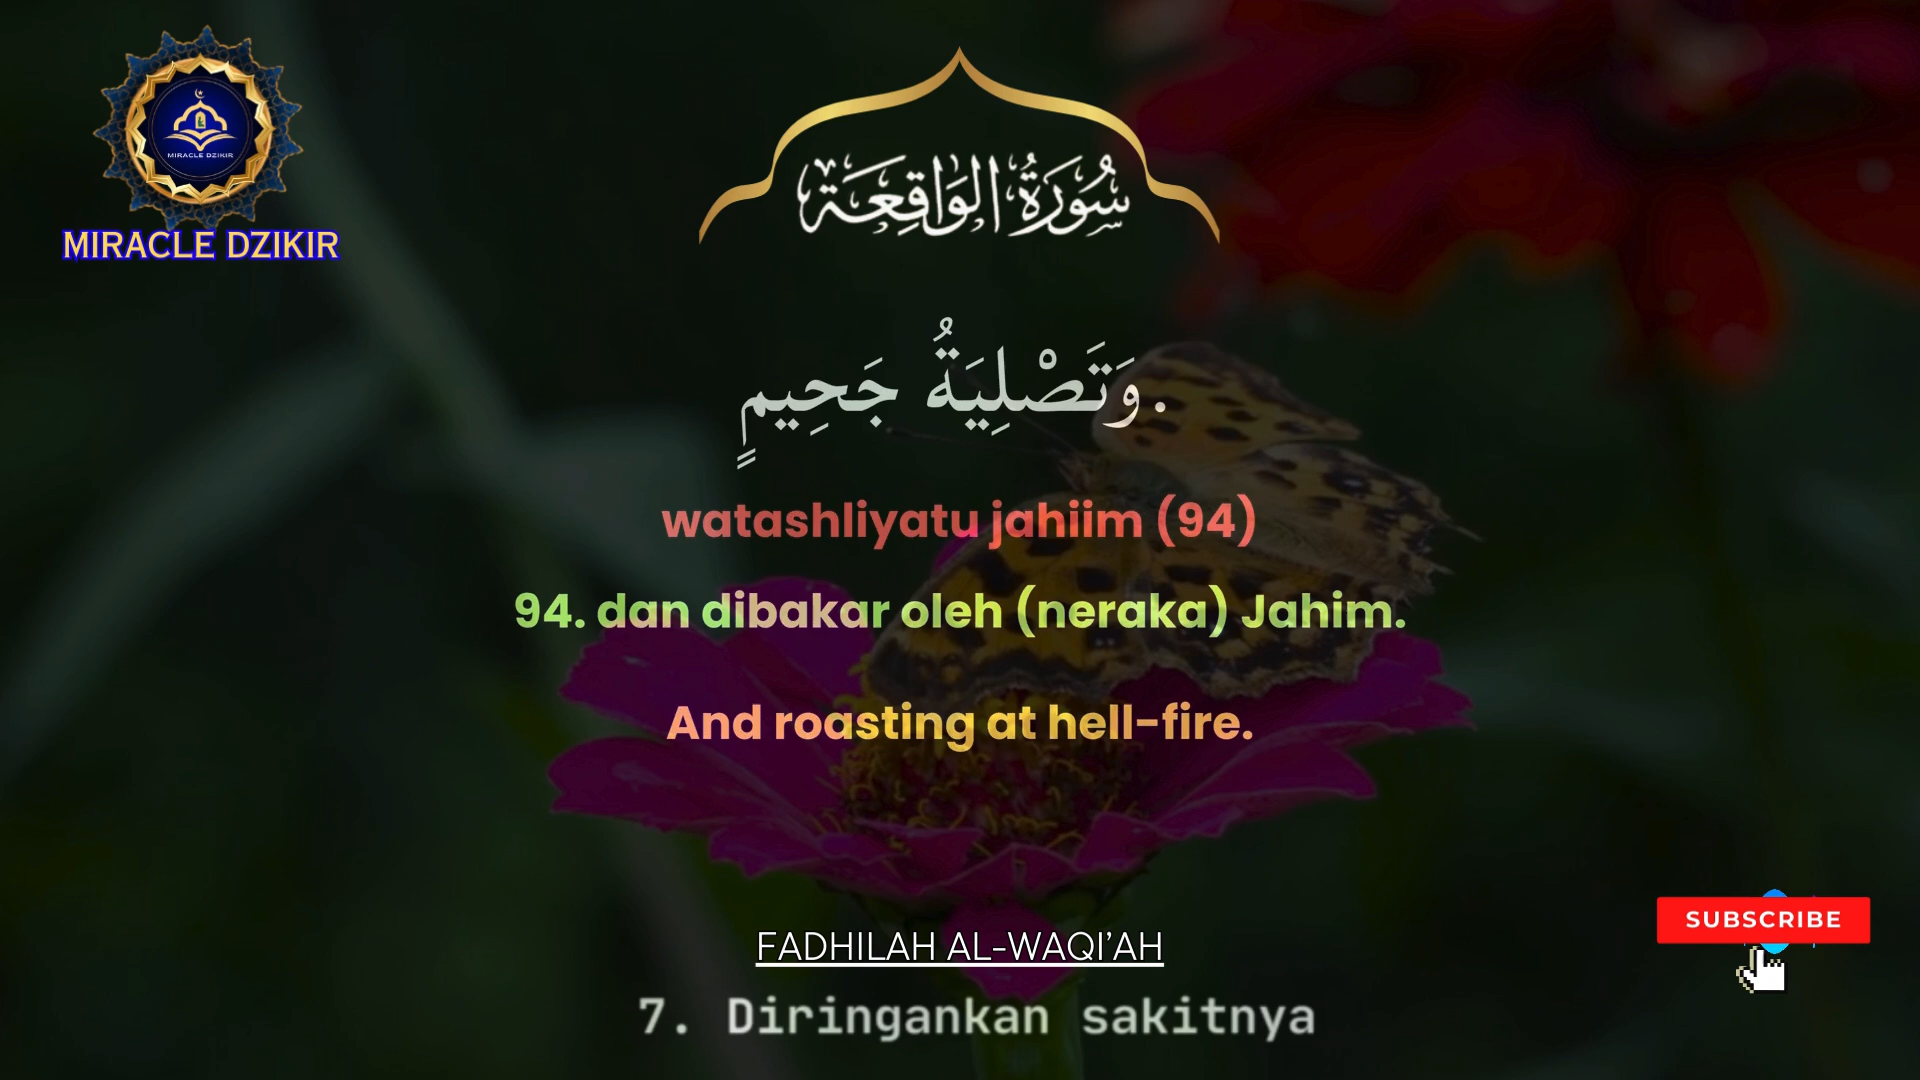 MIRACLE DZIKIR
MIRACLE DZIKIR
سُورَةُ الوَاقِعَة
وَتَصْلِيَةُ جَحِيمٍ.
watashliyatu jahiim (94)
94. dan dibakar oleh (neraka) Jahim.
And roasting at hell-fire.
SUBSCRIBE
FADHILAH AL-WAQI'AH
7. Diringankan sakitnya